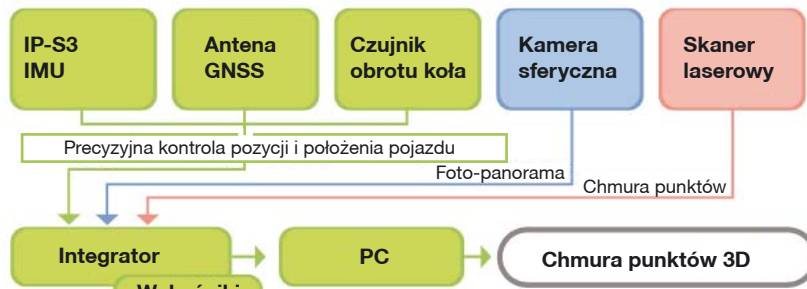 IP-S3
IMU
Antena
GNSS
Czujnik
obrotu koła
Kamera
sferyczna
Skaner
laserowy
Precyzyjna kontrola pozycji i położenia pojazdu
Foto-panorama
Chmura punktów
Integrator
PC
Chmura punktów 3D